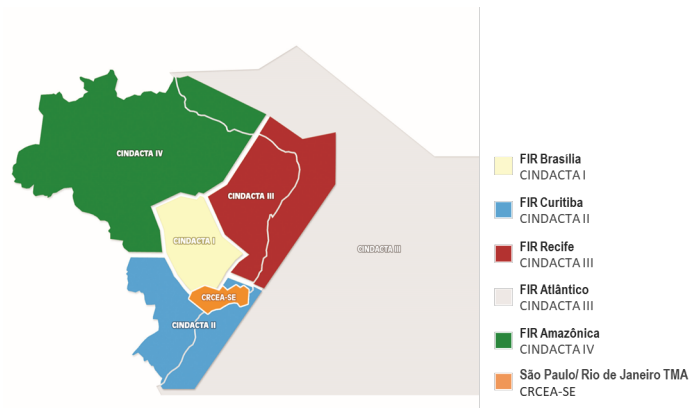 CINDACTA IV
CINDACTA III
CINDACTA I
CINDACTA III
CRCEA-SE
CINDACTA II
FIR Brasília
CINDACTA I
FIR Curitiba
CINDACTA II
FIR Recife
CINDACTA III
FIR Atlântico
CINDACTA III
FIR Amazônica
CINDACTA IV
São Paulo/ Rio de Janeiro TMA
CRCEA-SE